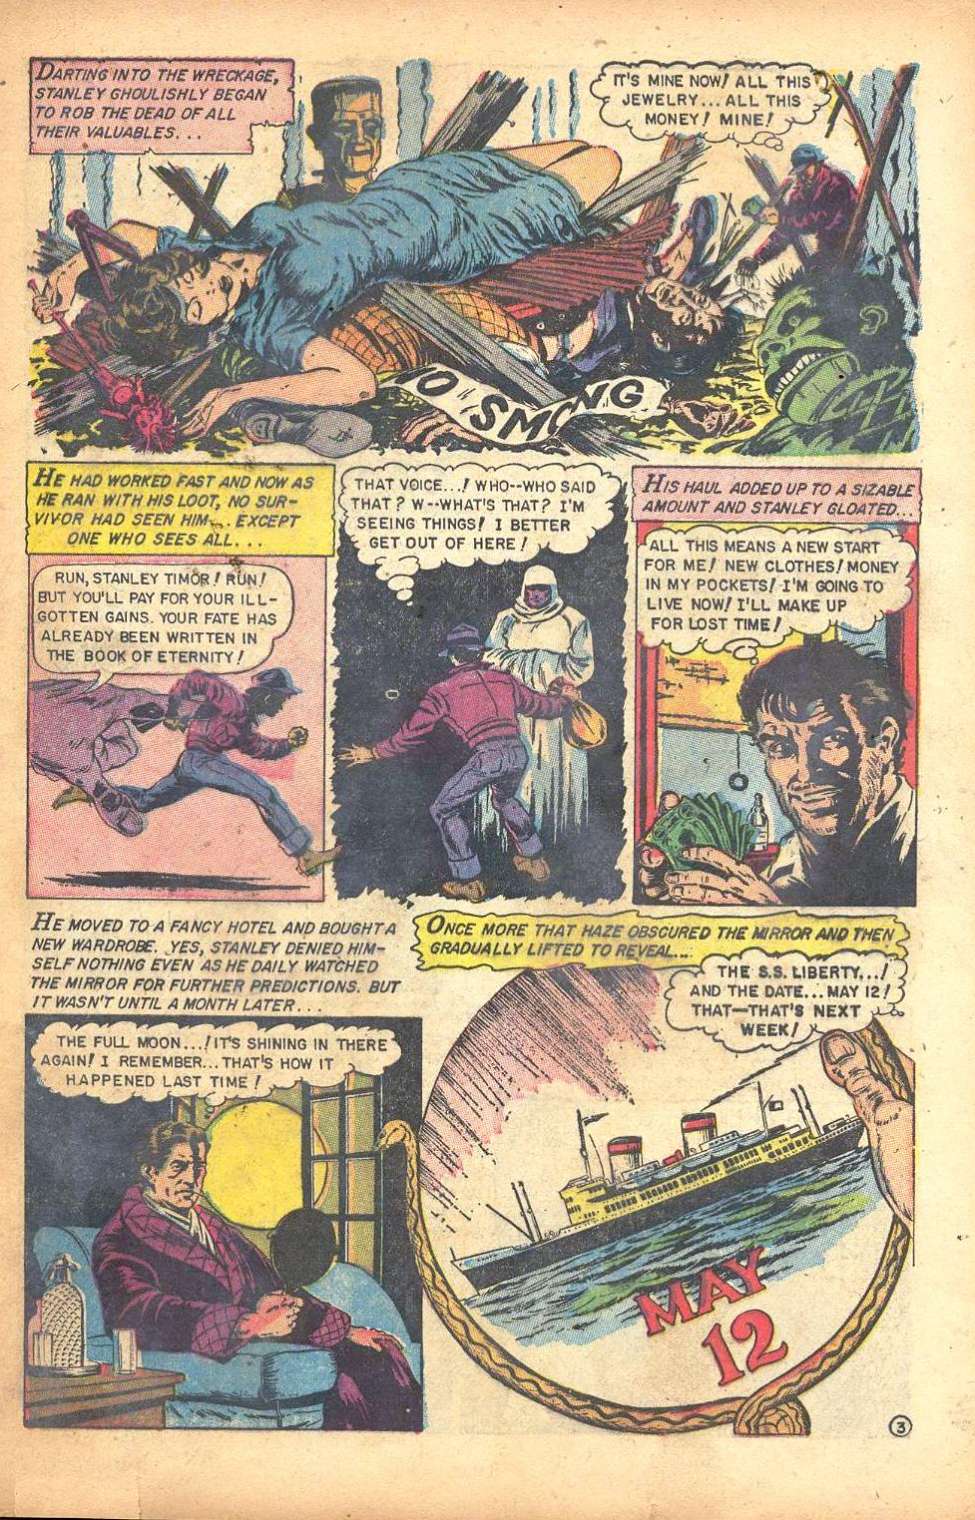 DARTING INTO THE WRECKAGE,
STANLEY GHOULISHLY BEGAN
TO ROB THE DEAD OF ALL
THEIR VALUABLES...
IT'S MINE NOW! ALL THIS
JEWELRY... ALL THIS
MONEY! MINE!
NO SMOKING
HE HAD WORKED FAST AND NOW AS
HE RAN WITH HIS LOOT, NO SUR-
VIVOR HAD SEEN HIM... EXCEPT
ONE WHO SEES ALL...
RUN, STANLEY TIMOR! RUN!
BUT YOU'LL PAY FOR YOUR ILL-
GOTTEN GAINS. YOUR FATE HAS
ALREADY BEEN WRITTEN IN
THE BOOK OF ETERNITY!
THAT VOICE...! WHO--WHO SAID
THAT? W--WHAT'S THAT? I'M
SEEING THINGS! I BETTER
GET OUT OF HERE!
HIS HAUL ADDED UP TO A SIZABLE
AMOUNT AND STANLEY GLOATED...
ALL THIS MEANS A NEW START
FOR ME! NEW CLOTHES! MONEY
IN MY POCKETS! I'M GOING TO
LIVE NOW! I'LL MAKE UP
FOR LOST TIME!
HE MOVED TO A FANCY HOTEL AND BOUGHT A
NEW WARDROBE. YES, STANLEY DENIED HIM-
SELF NOTHING EVEN AS HE DAILY WATCHED
THE MIRROR FOR FURTHER PREDICTIONS. BUT
IT WASN'T UNTIL A MONTH LATER...
THE FULL MOON...! IT'S SHINING IN THERE
AGAIN! I REMEMBER... THAT'S HOW IT
HAPPENED LAST TIME!
ONCE MORE THAT HAZE OBSCURED THE MIRROR AND THEN
GRADUALLY LIFTED TO REVEAL...
THE S.S. LIBERTY...!
AND THE DATE... MAY 12!
THAT--THAT'S NEXT
WEEK!
MAY
12
3